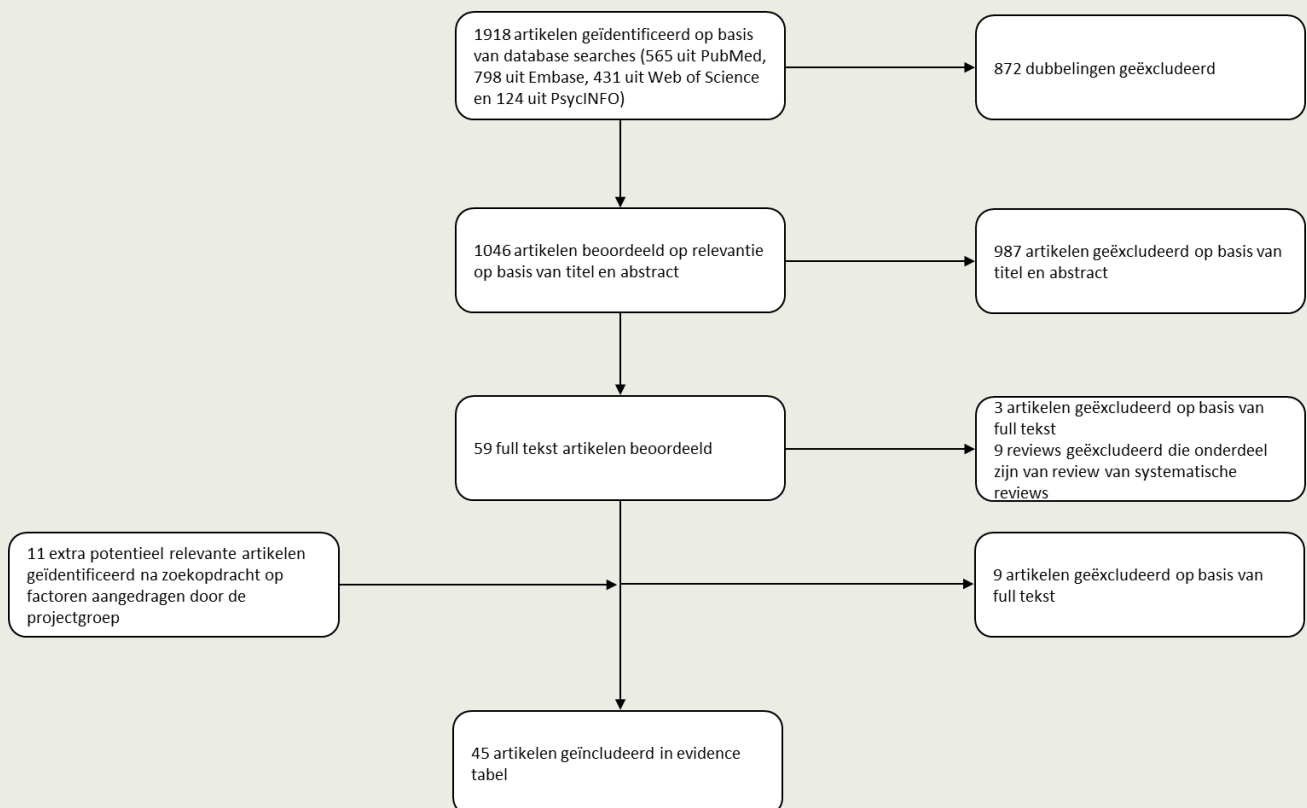 1918 artikelen geïdentificeerd op basis
van database searches (565 uit PubMed,
798 uit Embase, 431 uit Web of Science
en 124 uit PsycINFO)
872 dubbelingen geëxcludeerd
1046 artikelen beoordeeld op relevantie
op basis van titel en abstract
987 artikelen geëxcludeerd op basis van
titel en abstract
59 full tekst artikelen beoordeeld
3 artikelen geëxcludeerd op basis van
full tekst
9 reviews geëxcludeerd die onderdeel
zijn van review van systematische
reviews
11 extra potentieel relevante artikelen
geïdentificeerd na zoekopdracht op
factoren aangedragen door de
projectgroep
9 artikelen geëxcludeerd op basis van
full tekst
45 artikelen geïncludeerd in evidence
tabel